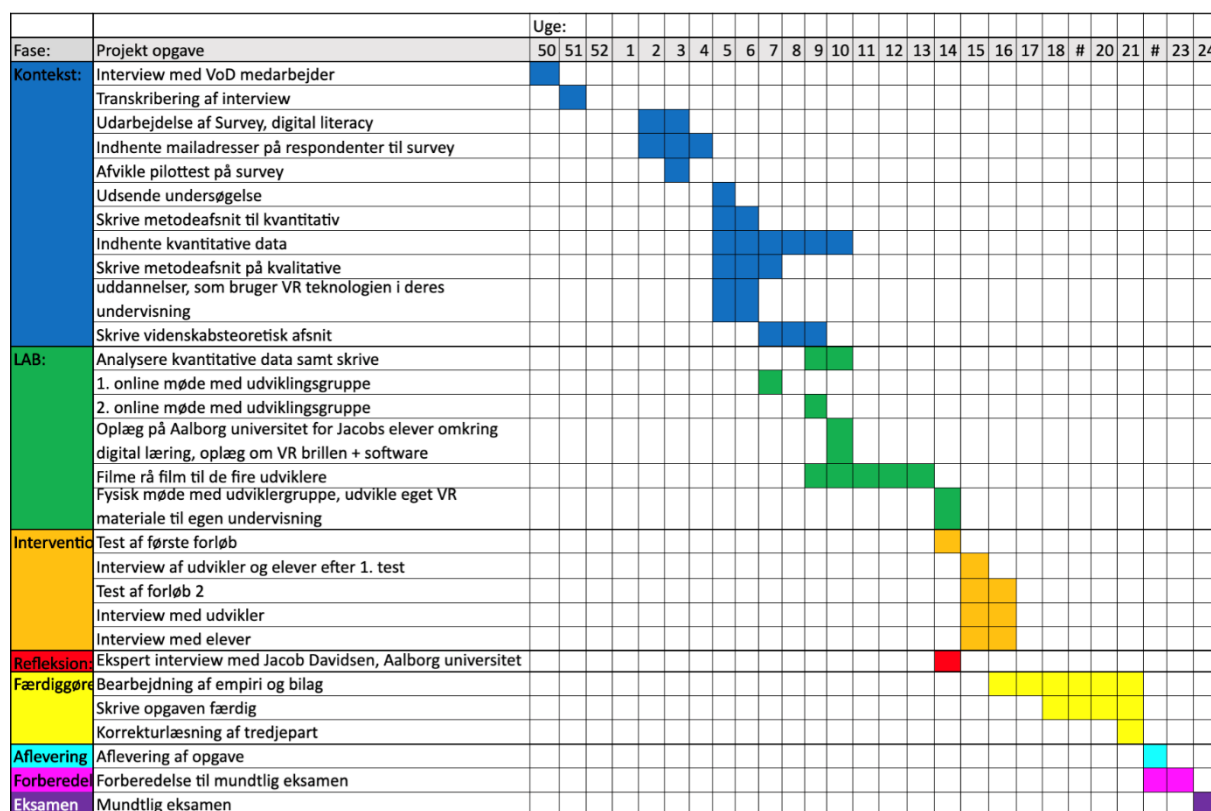 Uge:
Fase: Projekt opgave 50 51 52 1 2 3 4 5 6 7 8 9 10 11 12 13 14 15 16 17 18 # 20 21 # 23 24
Kontekst: Interview med VoD medarbejder
Transkribering af interview
Udarbejdelse af Survey, digital literacy
Indhente mailadresser på respondenter til survey
Afvikle pilottest på survey
Udsende undersøgelse
Skrive metodeafsnit til kvantitativ
Indhente kvantitative data
Skrive metodeafsnit på kvalitative
uddannelser, som bruger VR teknologien i deres
undervisning
Skrive videnskabsteoretisk afsnit
LAB: Analysere kvantitative data samt skrive
1. online møde med udviklingsgruppe
2. online møde med udviklingsgruppe
Oplæg på Aalborg universitet for Jacobs elever omkring
digital læring, oplæg om VR brillen + software
Filme rå film til de fire udviklere
Fysisk møde med udviklergruppe, udvikle eget VR
materiale til egen undervisning
Interventio Test af første forløb
Interview af udvikler og elever efter 1. test
Test af forløb 2
Interview med udvikler
Interview med elever
Refleksion: Ekspert interview med Jacob Davidsen, Aalborg universitet
Færdiggøre Bearbejdning af empiri og bilag
Skrive opgaven færdig
Korrekturlæsning af tredjepart
Aflevering Aflevering af opgave
Forberedel Forberedelse til mundtlig eksamen
Eksamen Mundtlig eksamen